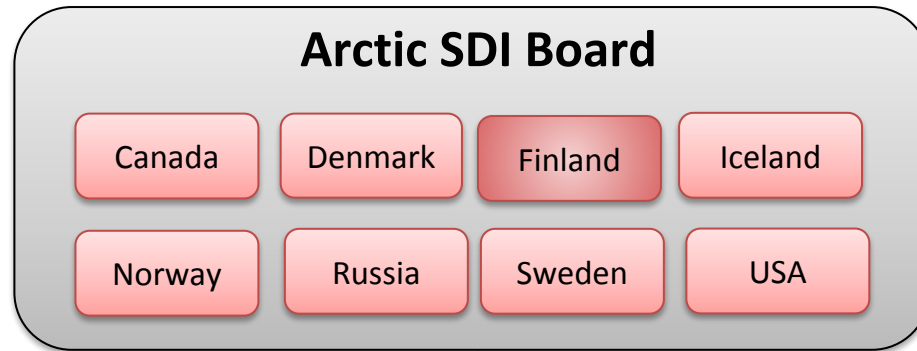 Arctic SDI Board
Canada Denmark Finland Iceland
Norway Russia Sweden USA